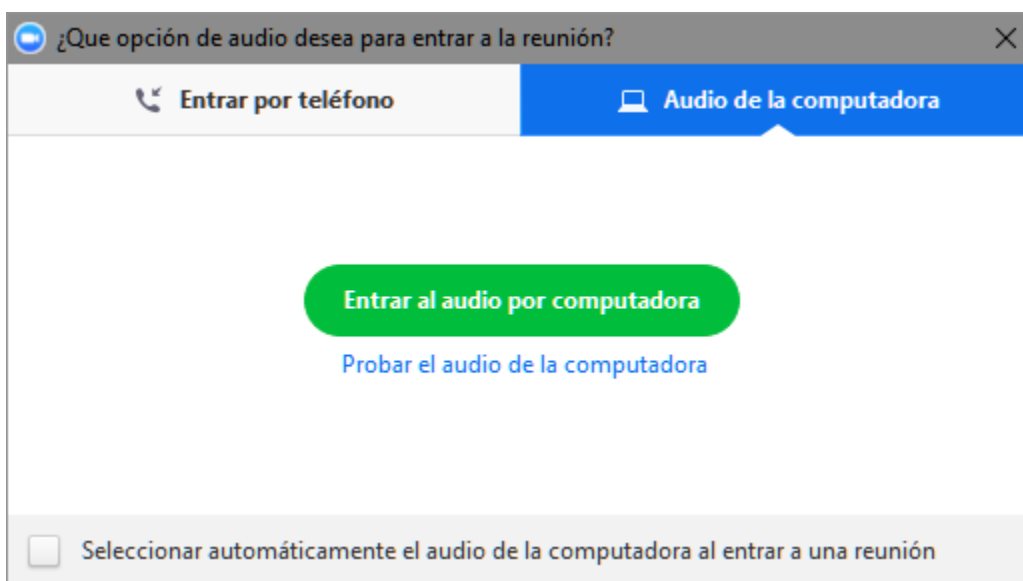 ¿Que opción de audio desea para entrar a la reunión?
Entrar por teléfono
Audio de la computadora
Entrar al audio por computadora
Probar el audio de la computadora
Seleccionar automáticamente el audio de la computadora al entrar a una reunión